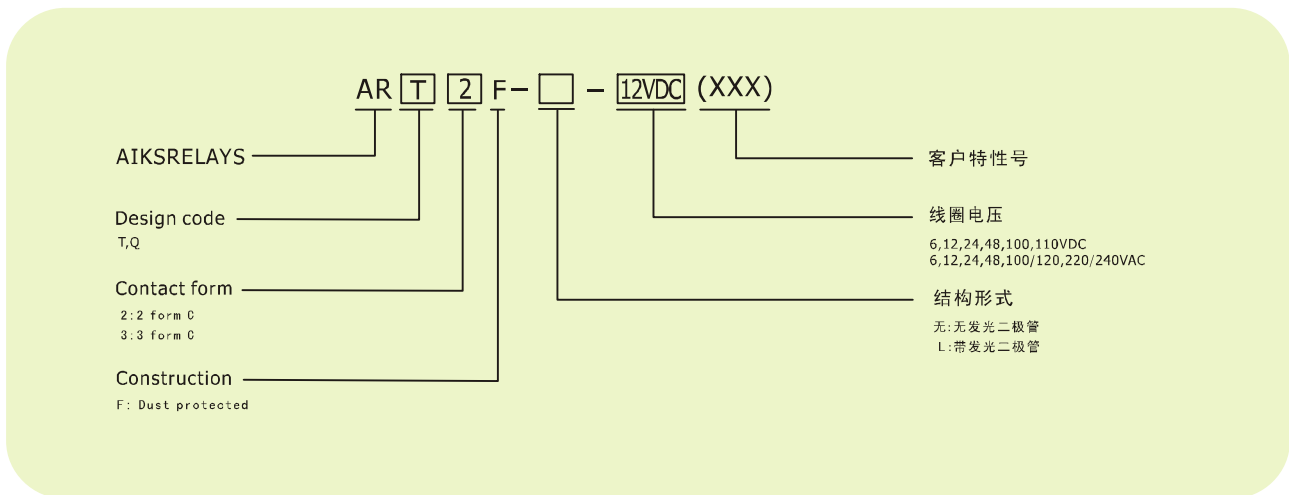 AR T 2 F- - 12VDC (XXX)
AIKSRELAYS
Design code
T,Q
Contact form
2:2 form C
3:3 form C
Construction
F: Dust protected
客户特性号
线圈电压
6,12,24,48,100,110VDC
6,12,24,48,100/120,220/240VAC
结构形式
无:无发光二极管
L:带发光二极管